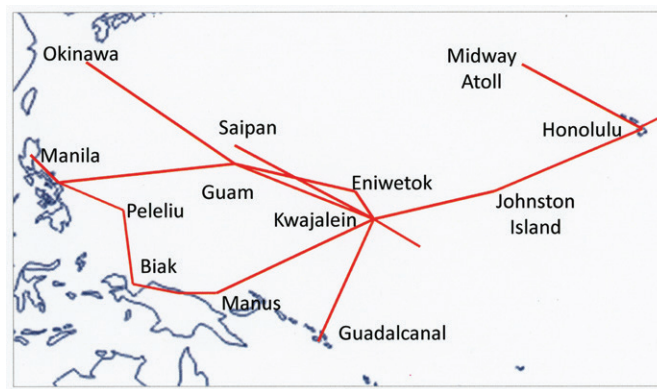 Okinawa
Midway
Atoll
Saipan
Honolulu
Manila
Guam
Eniwetok
Peleliu
Kwajalein
Johnston
Island
Biak
Manus
Guadalcanal